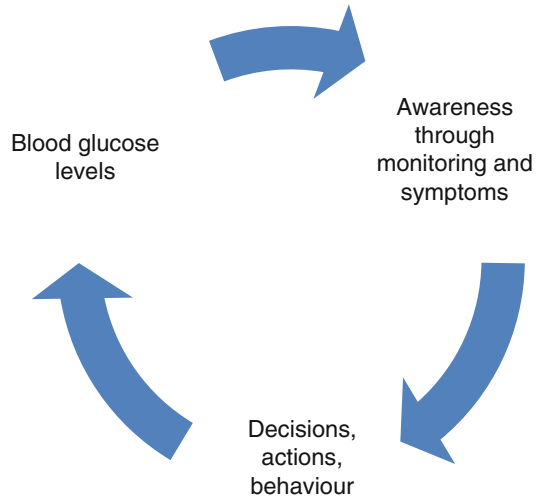 Blood glucose
levels
Awareness
through
monitoring and
symptoms
Decisions,
actions,
behaviour